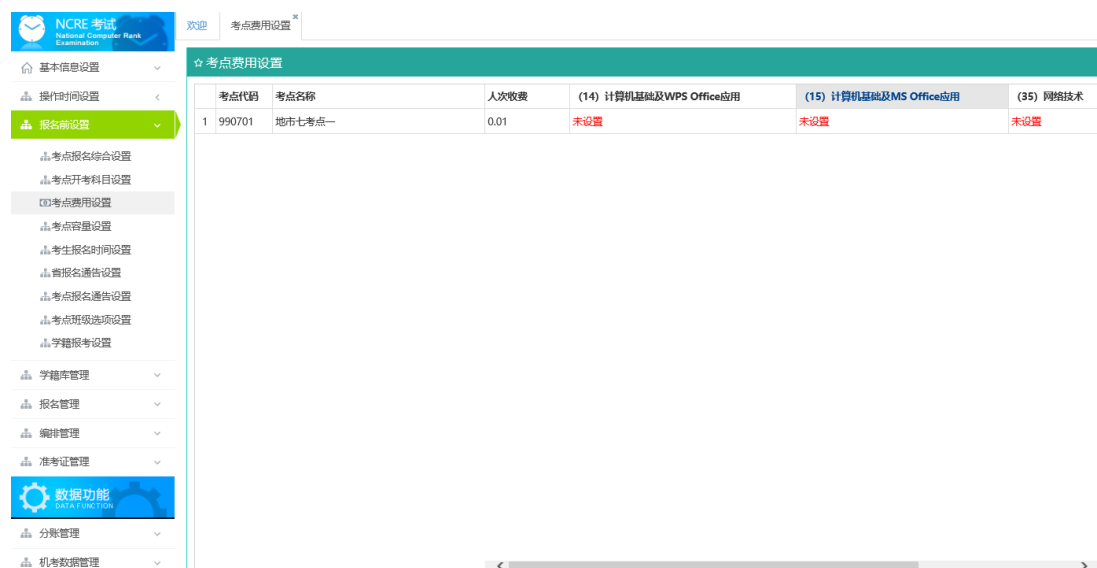 NCRE 考试
National Computer Rank
Examination
欢迎
考点费用设置
基本信息设置
操作时间设置
报名前设置
考点报名综合设置
考点开考科目设置
考点费用设置
考点容量设置
考生报名时间设置
省报名通告设置
考点报名通告设置
考点班级选项设置
学籍报考设置
学籍库管理
报名管理
编排管理
准考证管理
数据功能
DATA FUNCTION
分账管理
机考数据管理
考点费用设置
考点代码 考点名称 人次收费 (14) 计算机基础及WPS Office应用 (15) 计算机基础及MS Office应用 (35) 网络技术
1 990701 地市七考点一 0.01 未设置 未设置 未设置